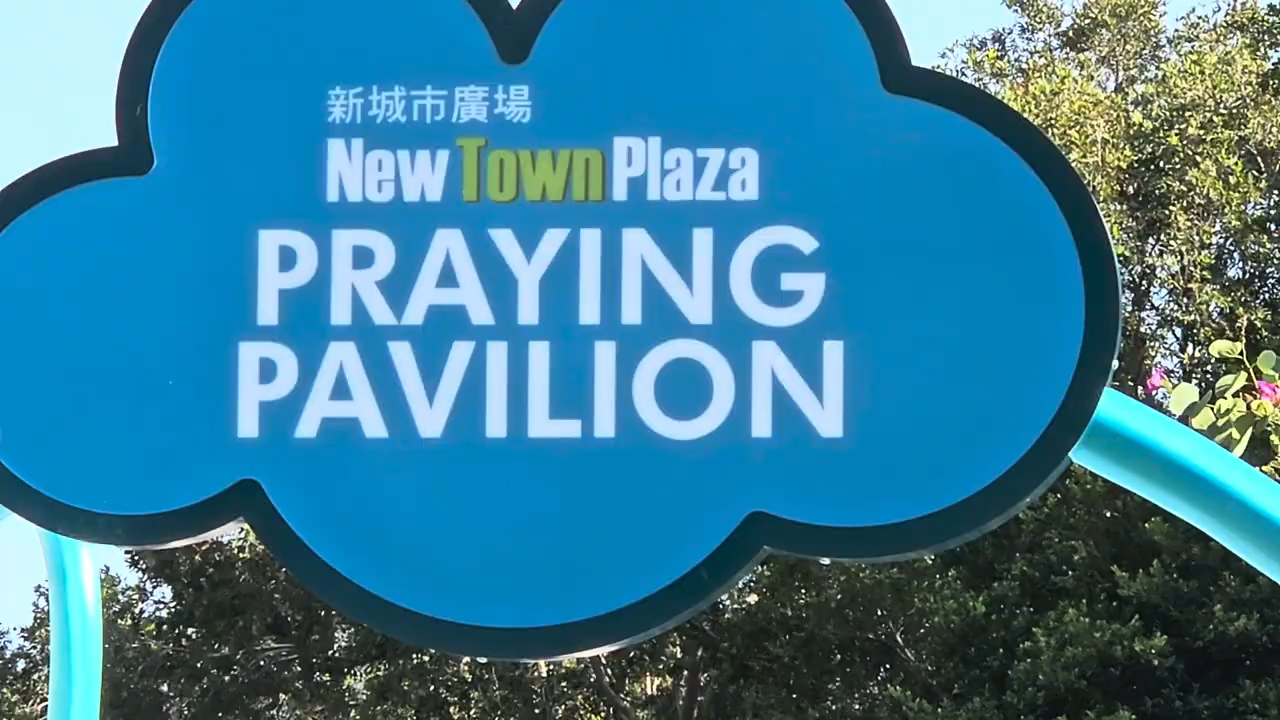 新城市廣場
New Town Plaza
PRAYING
PAVILION